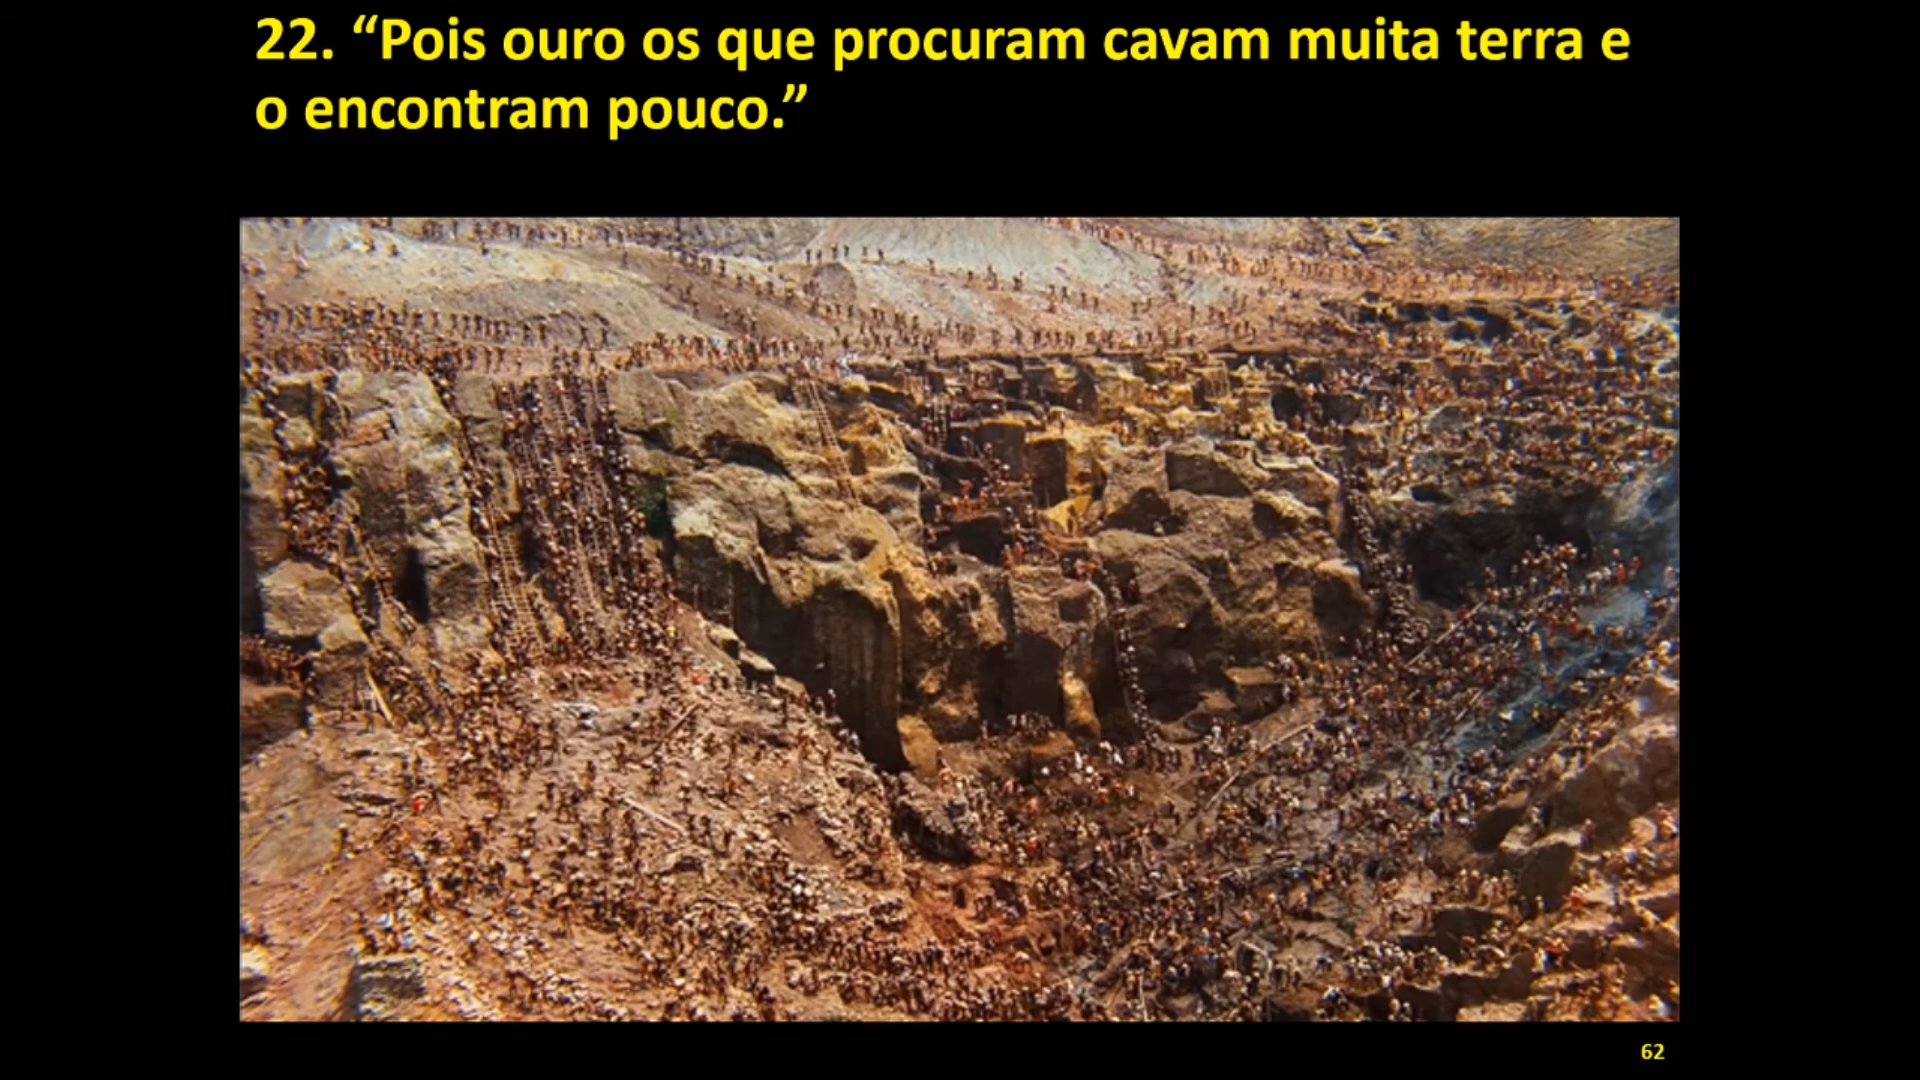 22. “Pois ouro os que procuram cavam muita terra e
o encontram pouco.”
62